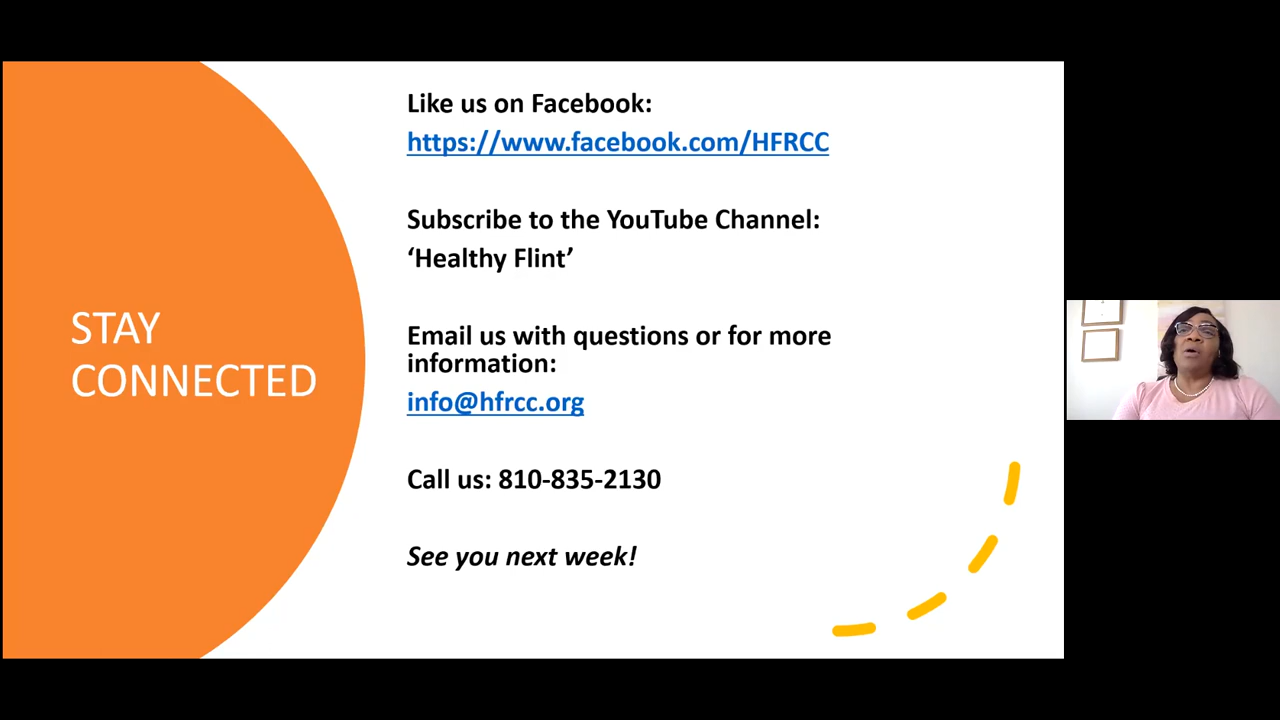 STAY
CONNECTED
Like us on Facebook:
https://www.facebook.com/HFRCC
Subscribe to the YouTube Channel:
‘Healthy Flint’
Email us with questions or for more
information:
info@hfrcc.org
Call us: 810-835-2130
See you next week!